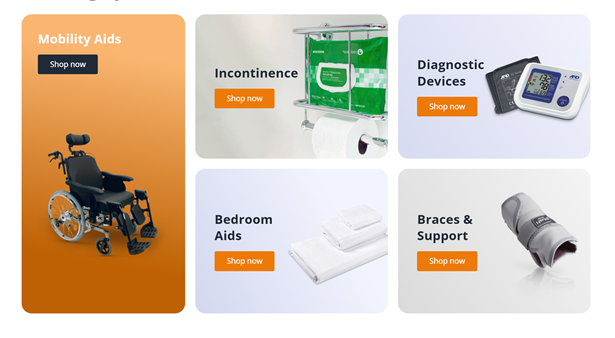 Mobility Aids
Shop now
Incontinence
Shop now
Diagnostic
Devices
Shop now
AND
Bedroom
Aids
Shop now
Braces &
Support
Shop now